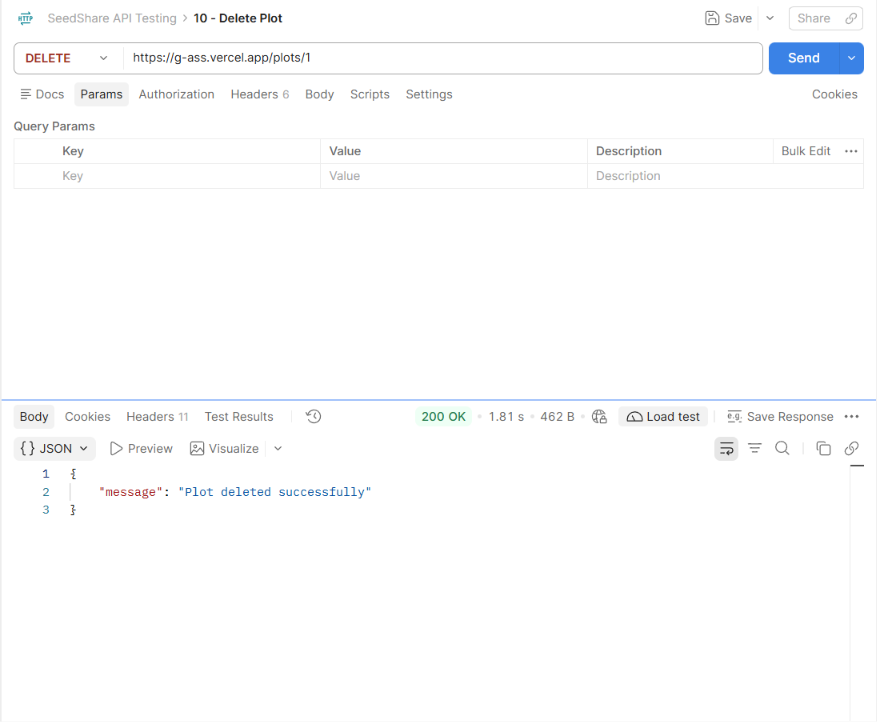 HTTP SeedShare API Testing > 10 - Delete Plot Save Share
DELETE https://g-ass.vercel.app/plots/1 Send
Docs Params Authorization Headers 6 Body Scripts Settings Cookies
Query Params
Key Value Description Bulk Edit ...
Key Value Description
Body Cookies Headers 11 Test Results 200 OK • 1.81 s • 462 B • Load test e.g. Save Response ...
{} JSON Preview Visualize
1 {
2 "message": "Plot deleted successfully"
3 }